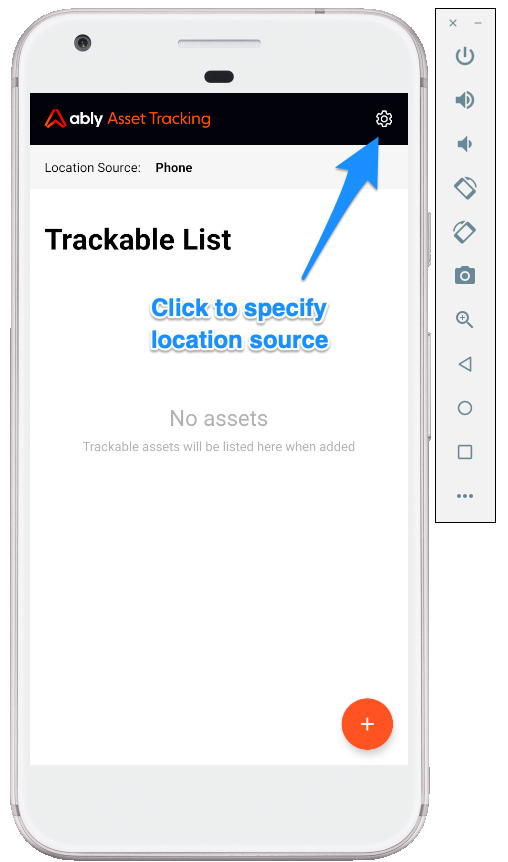 ably Asset Tracking
Location Source: Phone
Trackable List
Click to specify
location source
No assets
Trackable assets will be listed here when added